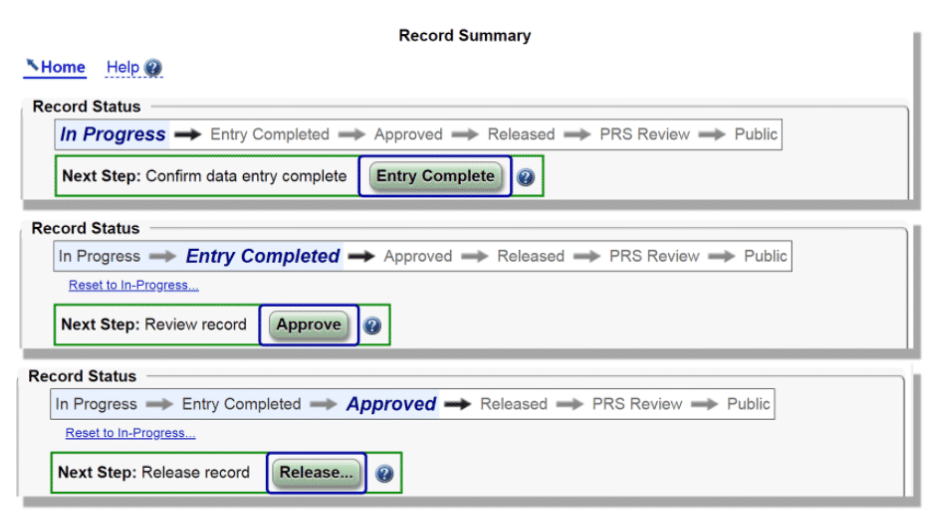 Record Summary
Home Help
Record Status
In Progress Entry Completed Approved Released PRS Review Public
Next Step: Confirm data entry complete Entry Complete
Record Status
In Progress Entry Completed Approved Released PRS Review Public
Reset to In-Progress...
Next Step: Review record Approve
Record Status
In Progress Entry Completed Approved Released PRS Review Public
Reset to In-Progress...
Next Step: Release record Release...